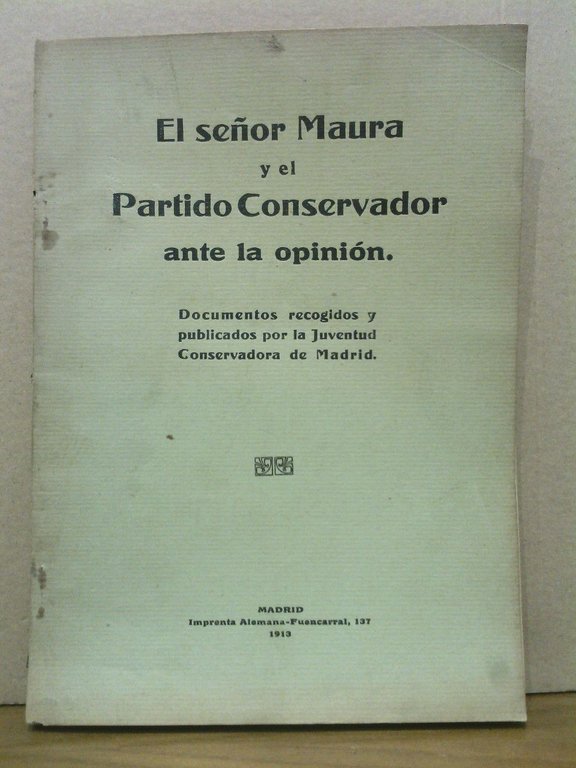 El señor Maura
y el
Partido Conservador
ante la opinión.
Documentos recogidos y
publicados por la Juventud
Conservadora de Madrid.
MADRID
Imprenta Alemana-Fuencarral, 137
1913